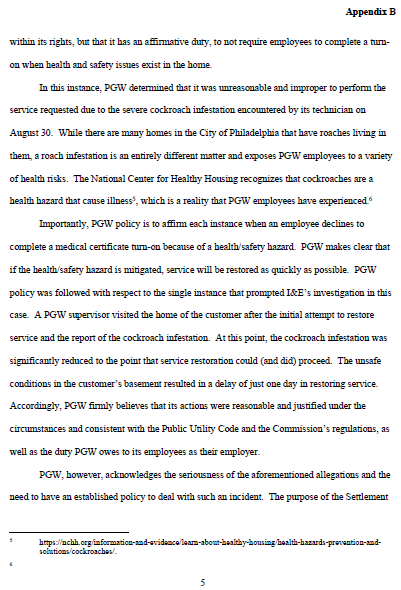 Appendix B
within its rights, but that it has an affirmative duty, to not require employees to complete a turn-
on when health and safety issues exist in the home.
In this instance, PGW determined that it was unreasonable and improper to perform the
service requested due to the severe cockroach infestation encountered by its technician on
August 30.  While there are many homes in the City of Philadelphia that have roaches living in
them, a roach infestation is an entirely different matter and exposes PGW employees to a variety
of health risks.  The National Center for Healthy Housing recognizes that cockroaches are a
health hazard that cause illness5, which is a reality that PGW employees have experienced.6
Importantly, PGW policy is to affirm each instance when an employee declines to
complete a medical certificate turn-on because of a health/safety hazard.  PGW makes clear that
if the health/safety hazard is mitigated, service will be restored as quickly as possible.  PGW
policy was followed with respect to the single instance that prompted I&E's investigation in this
case.  A PGW supervisor visited the home of the customer after the initial attempt to restore
service and the report of the cockroach infestation.  At this point, the cockroach infestation was
significantly reduced to the point that service restoration could (and did) proceed.  The unsafe
conditions in the customer's basement resulted in a delay of just one day in restoring service.
Accordingly, PGW firmly believes that its actions were reasonable and justified under the
circumstances and consistent with the Public Utility Code and the Commission's regulations, as
well as the duty PGW owes to its employees as their employer.
PGW, however, acknowledges the seriousness of the aforementioned allegations and the
need to have an established policy to deal with such an incident.  The purpose of the Settlement
5 https://nchh.org/information-and-evidence/learn-about-healthy-housing/health-hazards-prevention-and-
solutions/cockroaches/.
6
5